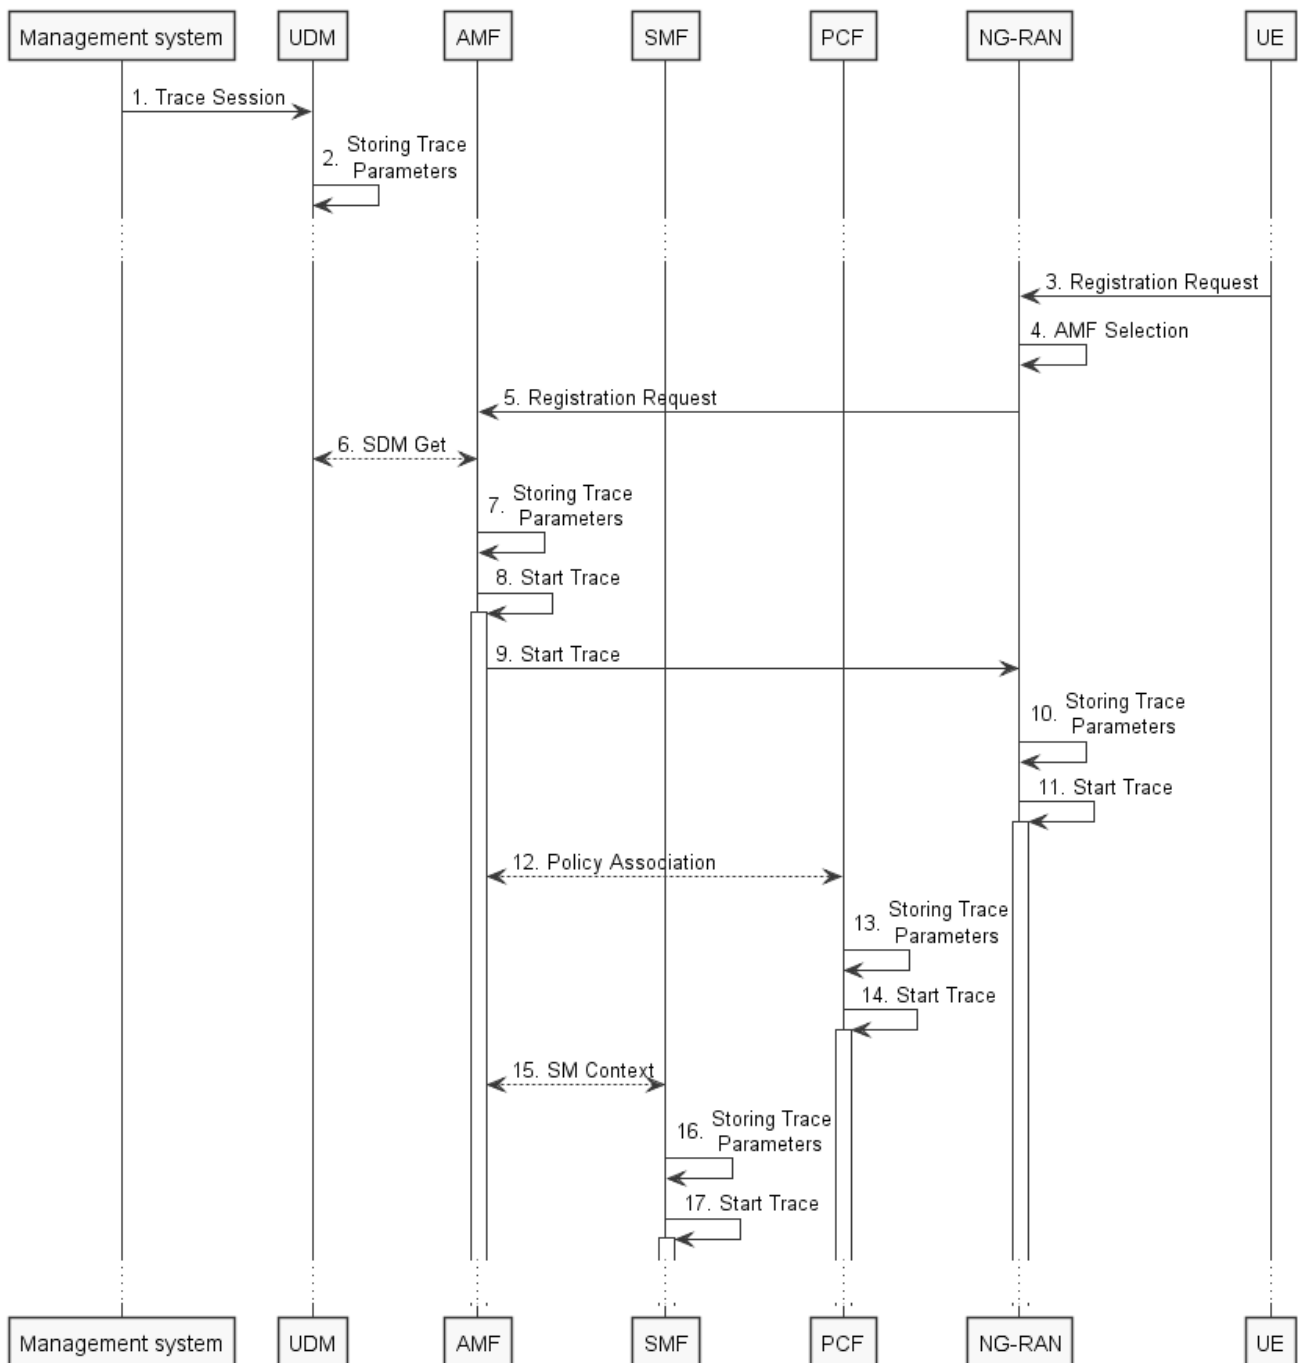 Management system UDM AMF SMF PCF NG-RAN UE
1. Trace Session
2. Storing Trace
Parameters
3. Registration Request
4. AMF Selection
5. Registration Request
6. SDM Get
7. Storing Trace
Parameters
8. Start Trace
9. Start Trace
10. Storing Trace
Parameters
11. Start Trace
12. Policy Association
13. Storing Trace
Parameters
14. Start Trace
15. SM Context
16. Storing Trace
Parameters
17. Start Trace
Management system UDM AMF SMF PCF NG-RAN UE